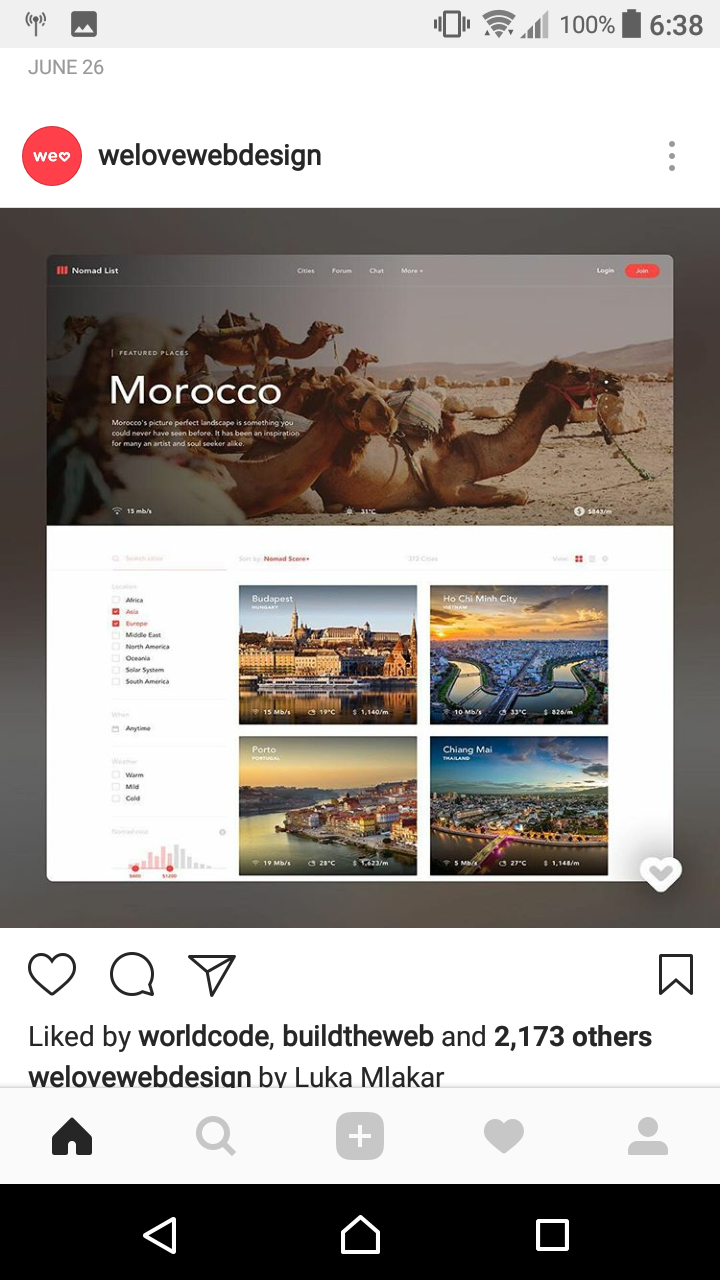 100% 6:38
JUNE 26
we
welovewebdesign
Nomad List Cities Forum Chat More + Login Join
FEATURED PLACES
Morocco
Morocco's picture perfect landscape is something you
could never have seen before. It has been an inspiration
for many an artist and soul seeker alike.
15 mb/s 31°C $843/m
Search cities Sort by: Nomad Score 372 Cities View:
Location
Africa
Asia
Europe
Middle East
North America
Oceania
Solar System
South America
When
Anytime
Weather
Warm
Mild
Cold
Nomad cost
$600 $1200
Budapest
HUNGARY
15 Mb/s 19°C $ 1,140/m
Ho Chi Minh City
VIETNAM
10 Mb/s 33°C $ 826/m
Porto
PORTUGAL
19 Mb/s 28°C $ 1,623/m
Chiang Mai
THAILAND
5 Mb/s 27°C $ 1,148/m
Liked by worldcode, buildtheweb and 2,173 others
welovewebdesign by Luka Mlakar